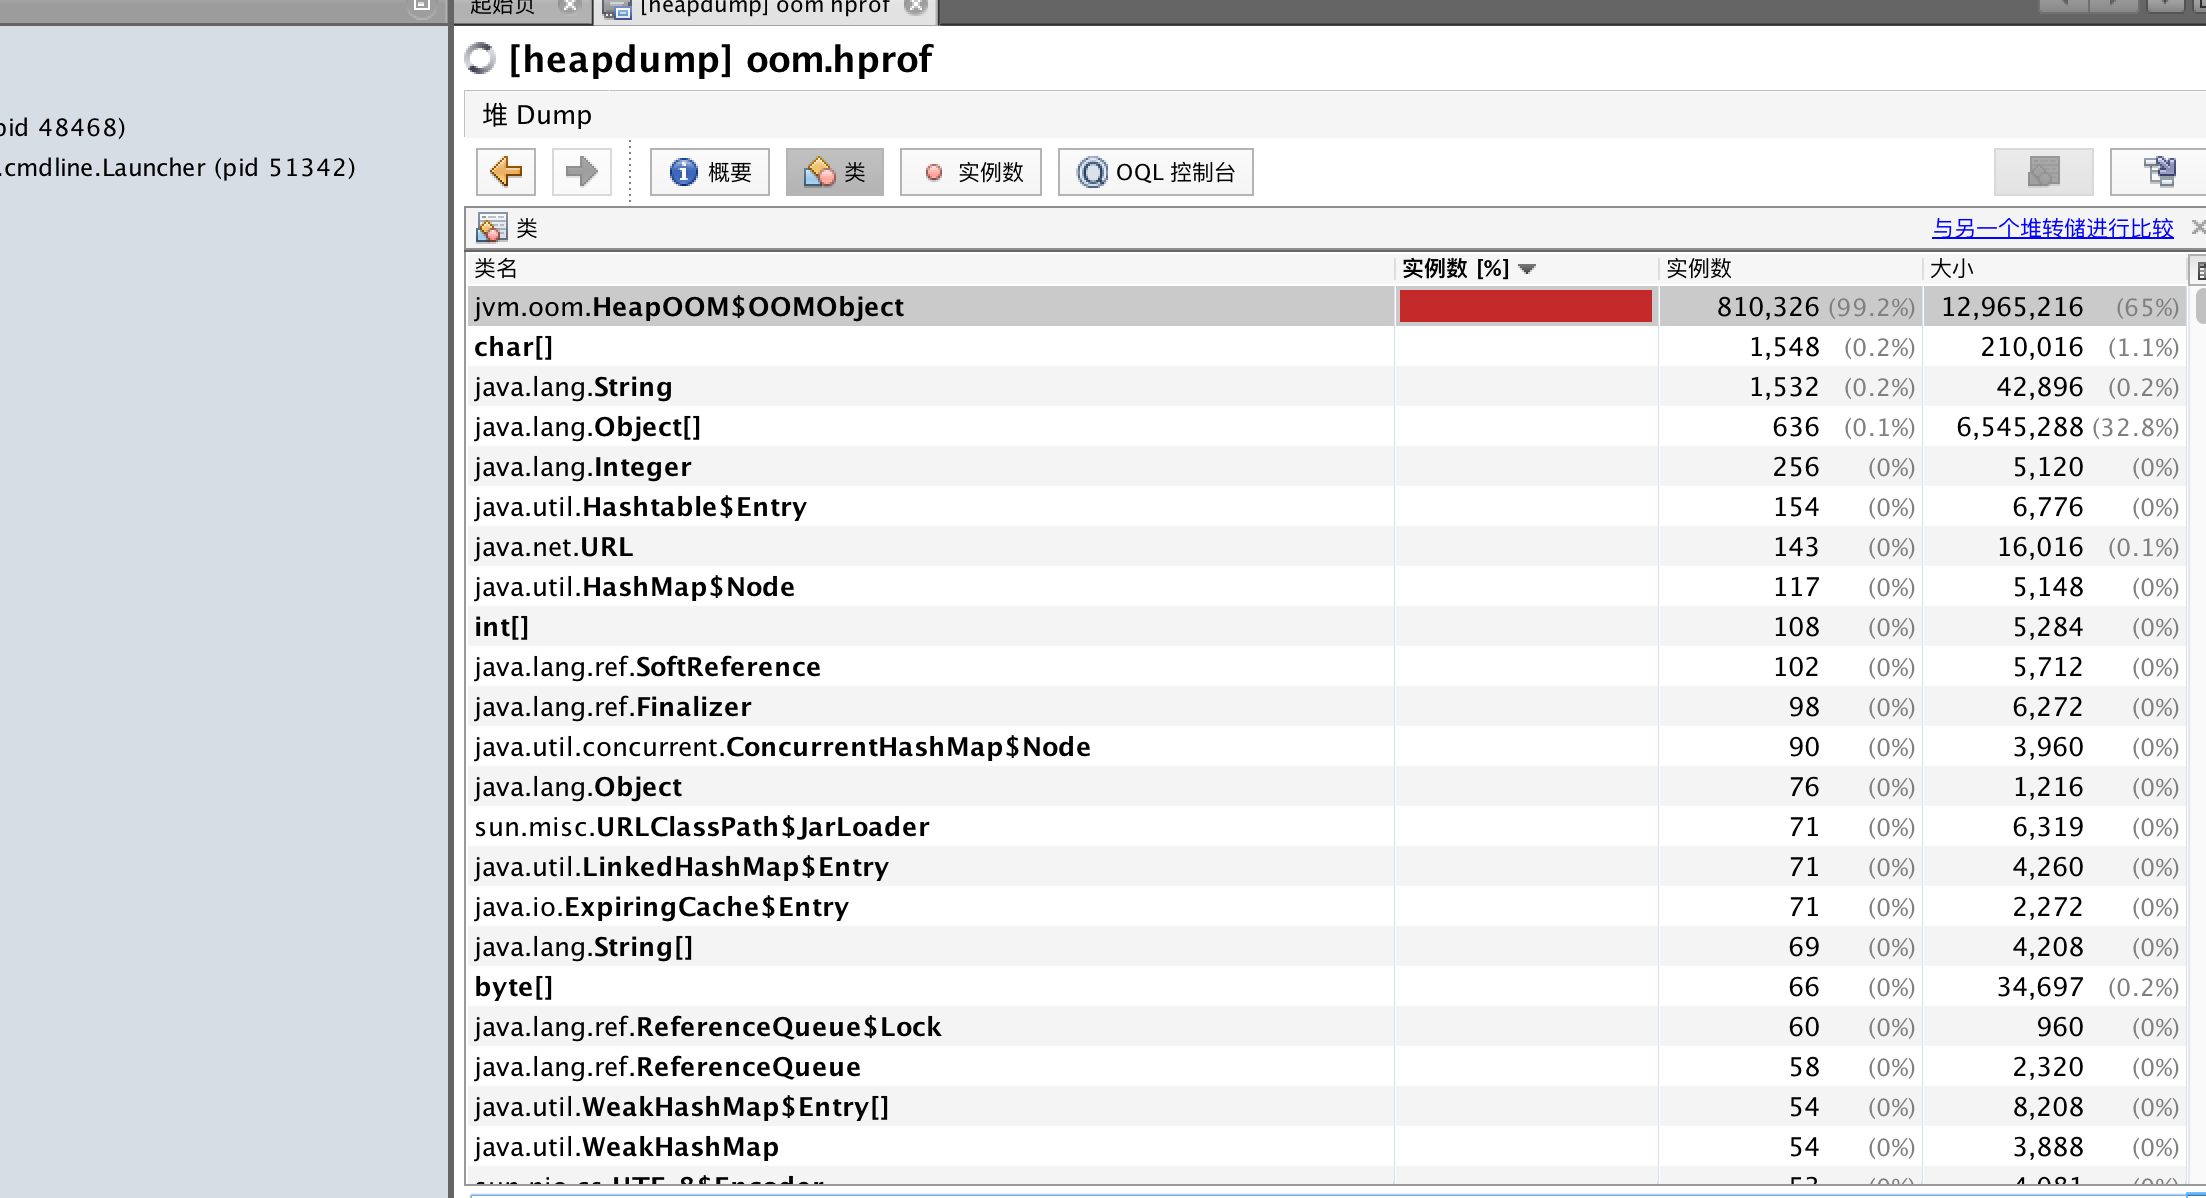 起始页 [heapdump] oom hprof
[heapdump] oom.hprof
堆 Dump
pid 48468)
.cmdline.Launcher (pid 51342)
概要 类 实例数 OQL 控制台
类 与另一个堆转储进行比较
类名 实例数 [%] 实例数 大小
jvm.oom.HeapOOM$OOMObject 810,326 (99.2%) 12,965,216 (65%)
char[] 1,548 (0.2%) 210,016 (1.1%)
java.lang.String 1,532 (0.2%) 42,896 (0.2%)
java.lang.Object[] 636 (0.1%) 6,545,288 (32.8%)
java.lang.Integer 256 (0%) 5,120 (0%)
java.util.Hashtable$Entry 154 (0%) 6,776 (0%)
java.net.URL 143 (0%) 16,016 (0.1%)
java.util.HashMap$Node 117 (0%) 5,148 (0%)
int[] 108 (0%) 5,284 (0%)
java.lang.ref.SoftReference 102 (0%) 5,712 (0%)
java.lang.ref.Finalizer 98 (0%) 6,272 (0%)
java.util.concurrent.ConcurrentHashMap$Node 90 (0%) 3,960 (0%)
java.lang.Object 76 (0%) 1,216 (0%)
sun.misc.URLClassPath$JarLoader 71 (0%) 6,319 (0%)
java.util.LinkedHashMap$Entry 71 (0%) 4,260 (0%)
java.io.ExpiringCache$Entry 71 (0%) 2,272 (0%)
java.lang.String[] 69 (0%) 4,208 (0%)
byte[] 66 (0%) 34,697 (0.2%)
java.lang.ref.ReferenceQueue$Lock 60 (0%) 960 (0%)
java.lang.ref.ReferenceQueue 58 (0%) 2,320 (0%)
java.util.WeakHashMap$Entry[] 54 (0%) 8,208 (0%)
java.util.WeakHashMap 54 (0%) 3,888 (0%)
sun.nio.cs.UTF_8$Encoder 53 (0%) 4,081 (0%)